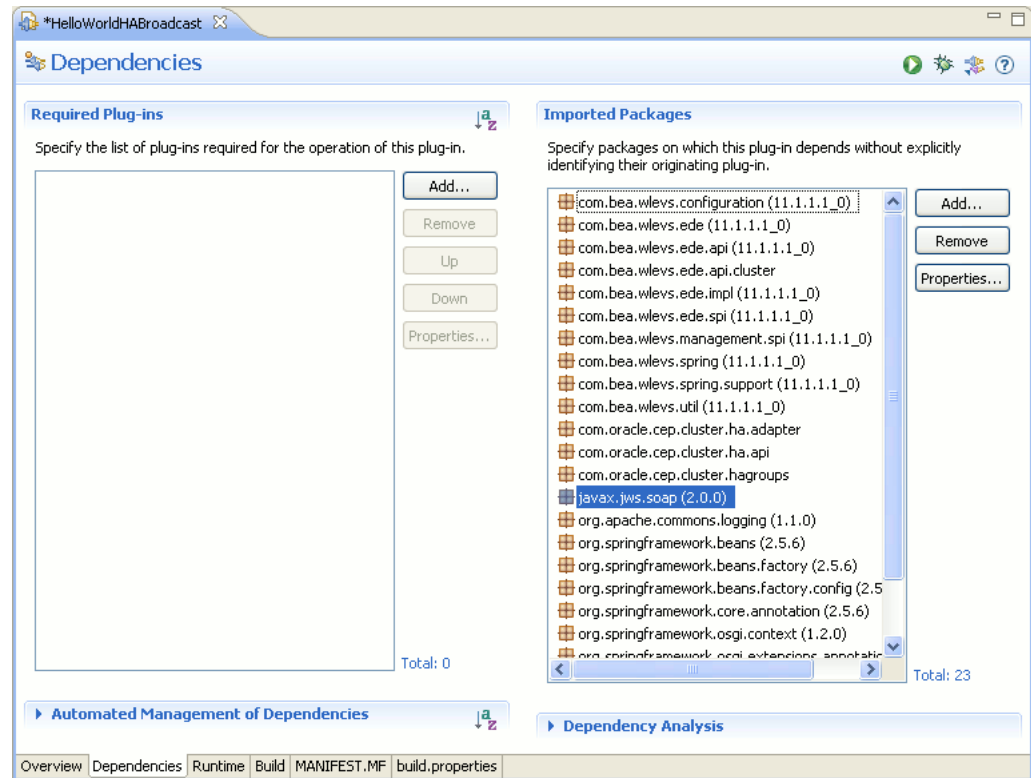 *HelloWorldHABroadcast
Dependencies
Required Plug-ins
Specify the list of plug-ins required for the operation of this plug-in.
Add...
Remove
Up
Down
Properties...
Total: 0
Automated Management of Dependencies
Imported Packages
Specify packages on which this plug-in depends without explicitly
identifying their originating plug-in.
com.bea.wlevs.configuration (11.1.1.1_0)
com.bea.wlevs.ede (11.1.1.1_0)
com.bea.wlevs.ede.api (11.1.1.1_0)
com.bea.wlevs.ede.api.cluster
com.bea.wlevs.ede.impl (11.1.1.1_0)
com.bea.wlevs.ede.spi (11.1.1.1_0)
com.bea.wlevs.management.spi (11.1.1.1_0)
com.bea.wlevs.spring (11.1.1.1_0)
com.bea.wlevs.spring.support (11.1.1.1_0)
com.bea.wlevs.util (11.1.1.1_0)
com.oracle.cep.cluster.ha.adapter
com.oracle.cep.cluster.ha.api
com.oracle.cep.cluster.hagroups
javax.jws.soap (2.0.0)
org.apache.commons.logging (1.1.0)
org.springframework.beans (2.5.6)
org.springframework.beans.factory (2.5.6)
org.springframework.beans.factory.config (2.5
org.springframework.core.annotation (2.5.6)
org.springframework.osgi.context (1.2.0)
org.springframework.osgi.extensions.annotatic
Add...
Remove
Properties...
Total: 23
Dependency Analysis
Overview Dependencies Runtime Build MANIFEST.MF build.properties